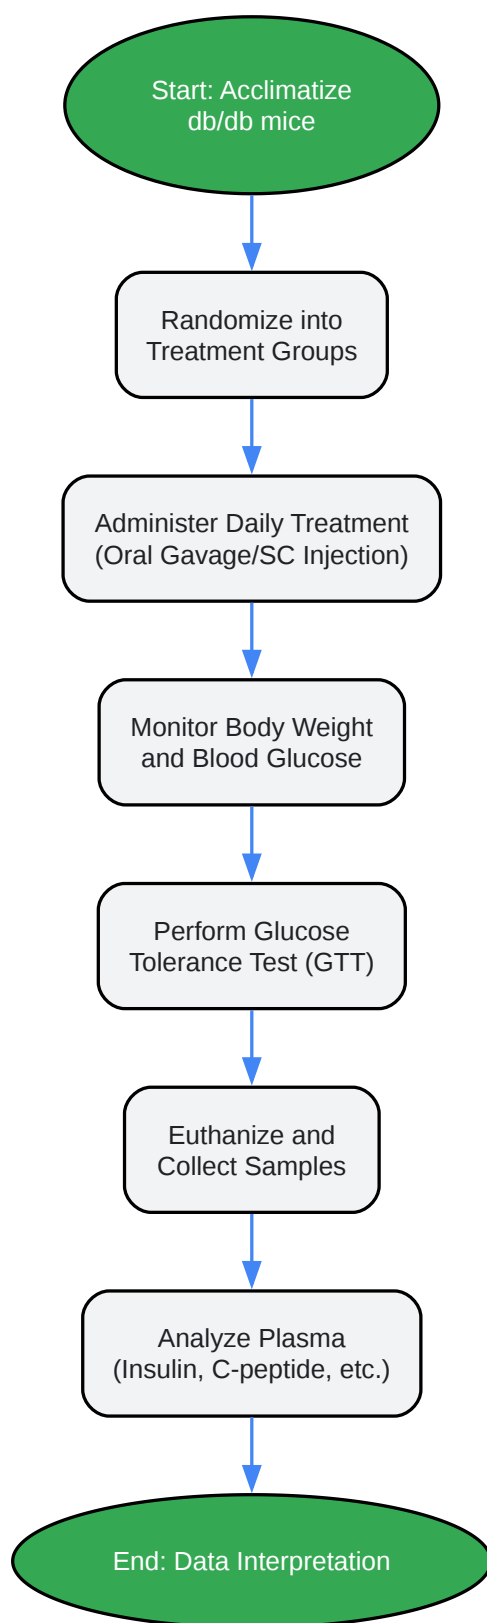 Start: Acclimatize
db/db mice
Randomize into
Treatment Groups
Administer Daily Treatment
(Oral Gavage/SC Injection)
Monitor Body Weight
and Blood Glucose
Perform Glucose
Tolerance Test (GTT)
Euthanize and
Collect Samples
Analyze Plasma
(Insulin, C-peptide, etc.)
End: Data Interpretation